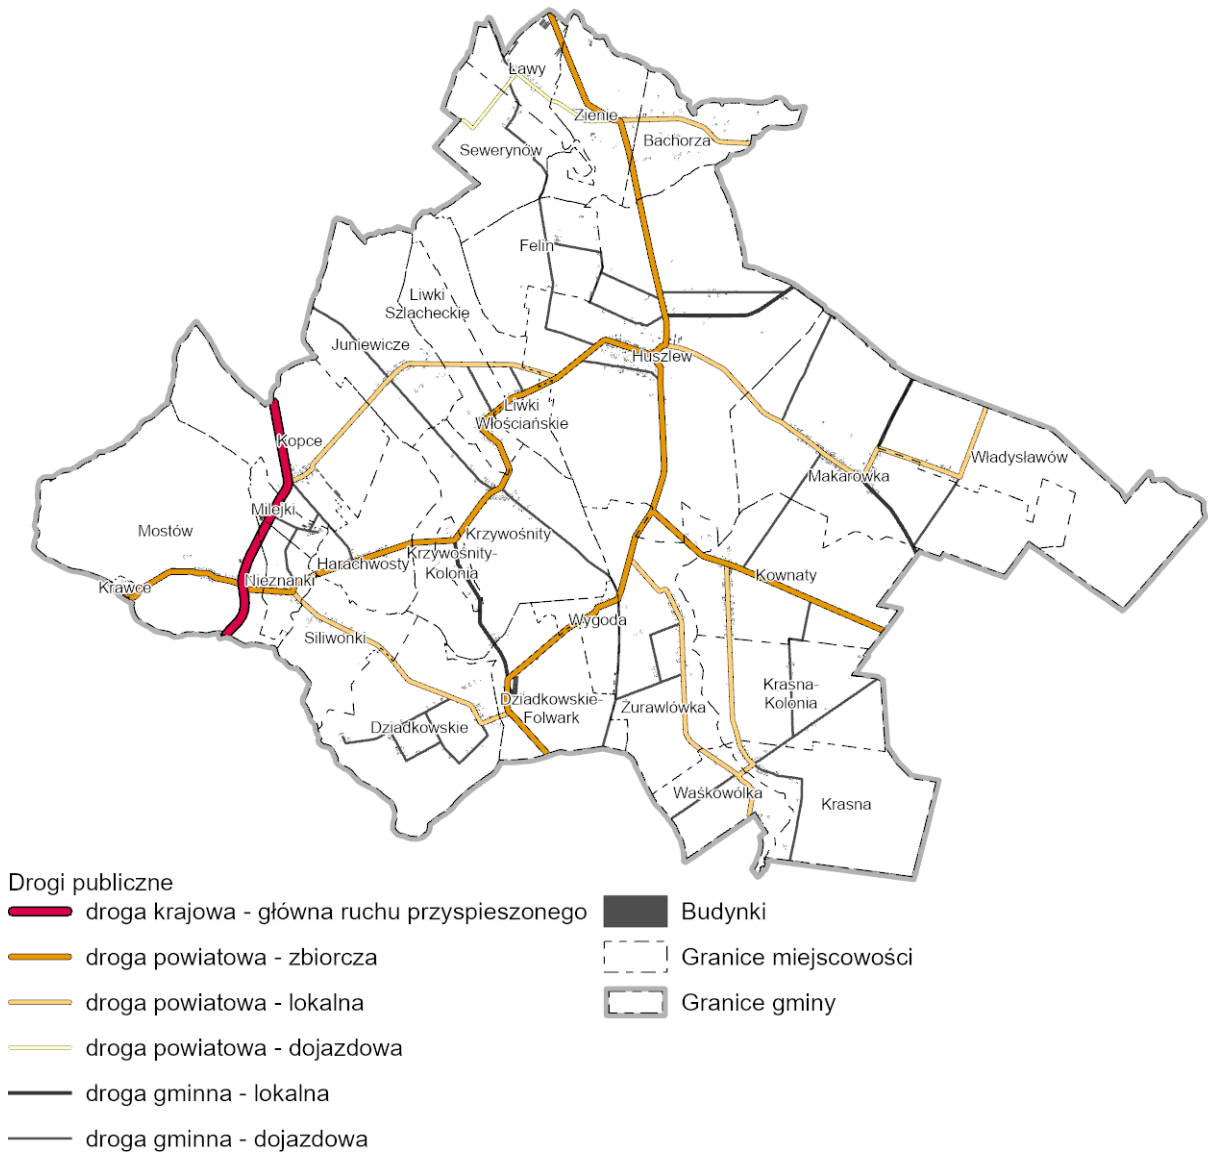 Ławy
Zienie
Bachorza
Sewerynów
Felin
Liwki
Szlacheckie
Juniewicze
Huszlew
Liwki
Włościańskie
Kopce
Władysławów
Makarówka
Milejki
Mostów
Krzywośnity
Harachwosty
Krzywośnity-
Kolonia
Kownaty
Nieznanki
Krawce
Wygoda
Siliwonki
Krasna-
Kolonia
Dziadkowskie-
Folwark
Żurawlówka
Dziadkowskie
Waśkowólka
Krasna
Drogi publiczne
droga krajowa - główna ruchu przyspieszonego
droga powiatowa - zbiorcza
droga powiatowa - lokalna
droga powiatowa - dojazdowa
droga gminna - lokalna
droga gminna - dojazdowa
Budynki
Granice miejscowości
Granice gminy